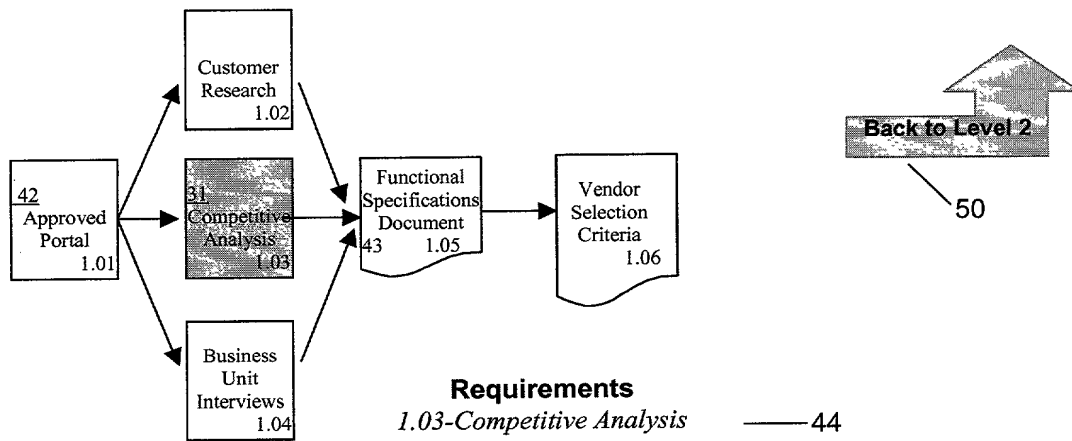 Customer
Research
1.02
Back to Level 2
50
42
Approved
Portal
1.01
31
Competitive
Analysis
1.03
Functional
Specifications
Document
43 1.05
Vendor
Selection
Criteria
1.06
Business
Unit
Interviews
1.04
Requirements
1.03-Competitive Analysis
44